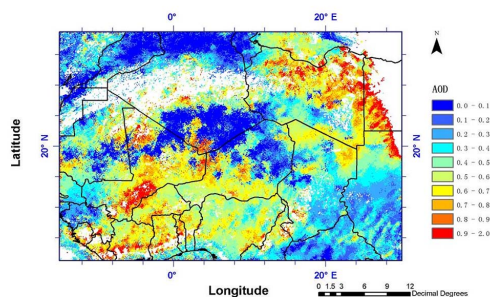 0°
20° E
N
Latitude
20° N
20° N
AOD
0.0 - 0.1
0.1 - 0.2
0.2 - 0.3
0.3 - 0.4
0.4 - 0.5
0.5 - 0.6
0.6 - 0.7
0.7 - 0.8
0.8 - 0.9
0.9 - 2.0
0°
20° E
Longitude
0 1.5 3 6 9 12
Decimal Degrees